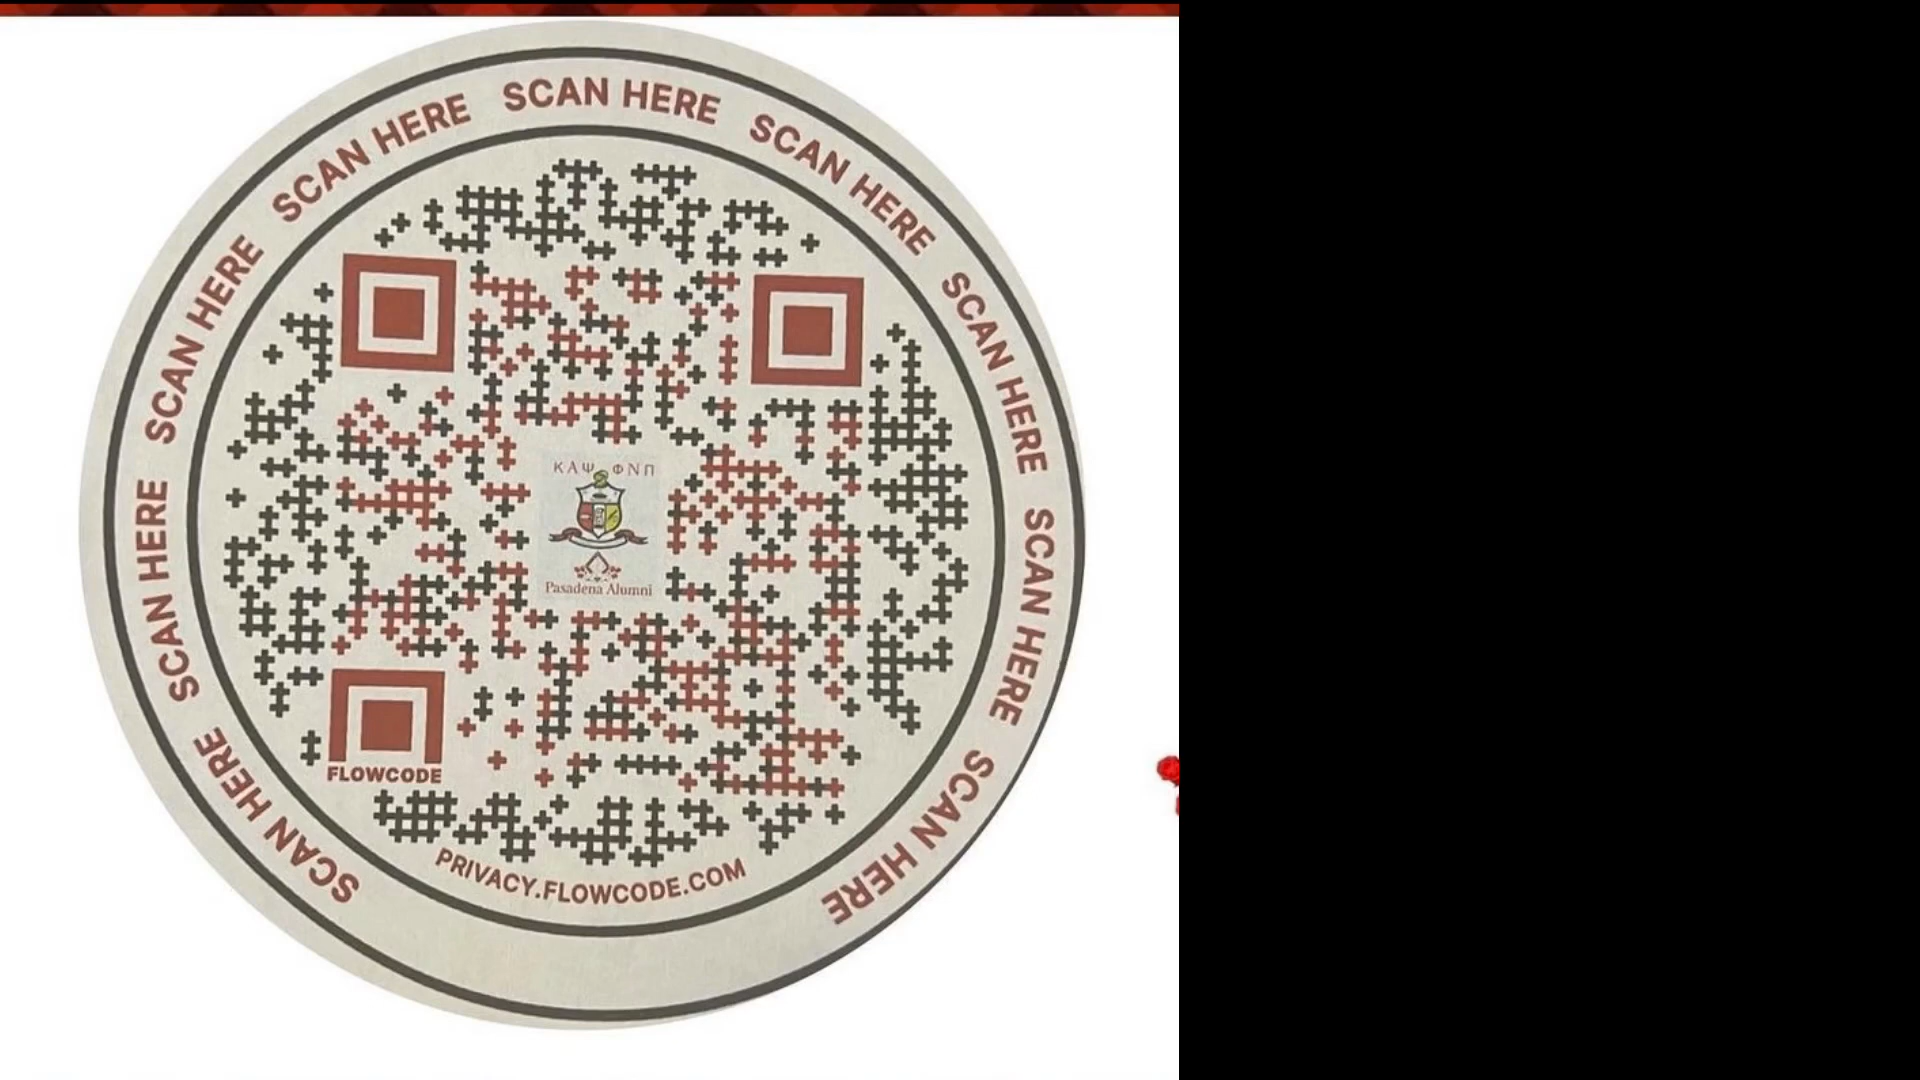 SCAN HERE SCAN HERE SCAN HERE SCAN HERE SCAN HERE SCAN HERE SCAN HERE SCAN HERE SCAN HERE SCAN HERE SCAN HERE
ΚΑΨ ΦΝΠ
Pasadena Alumni
FLOWCODE
PRIVACY.FLOWCODE.COM